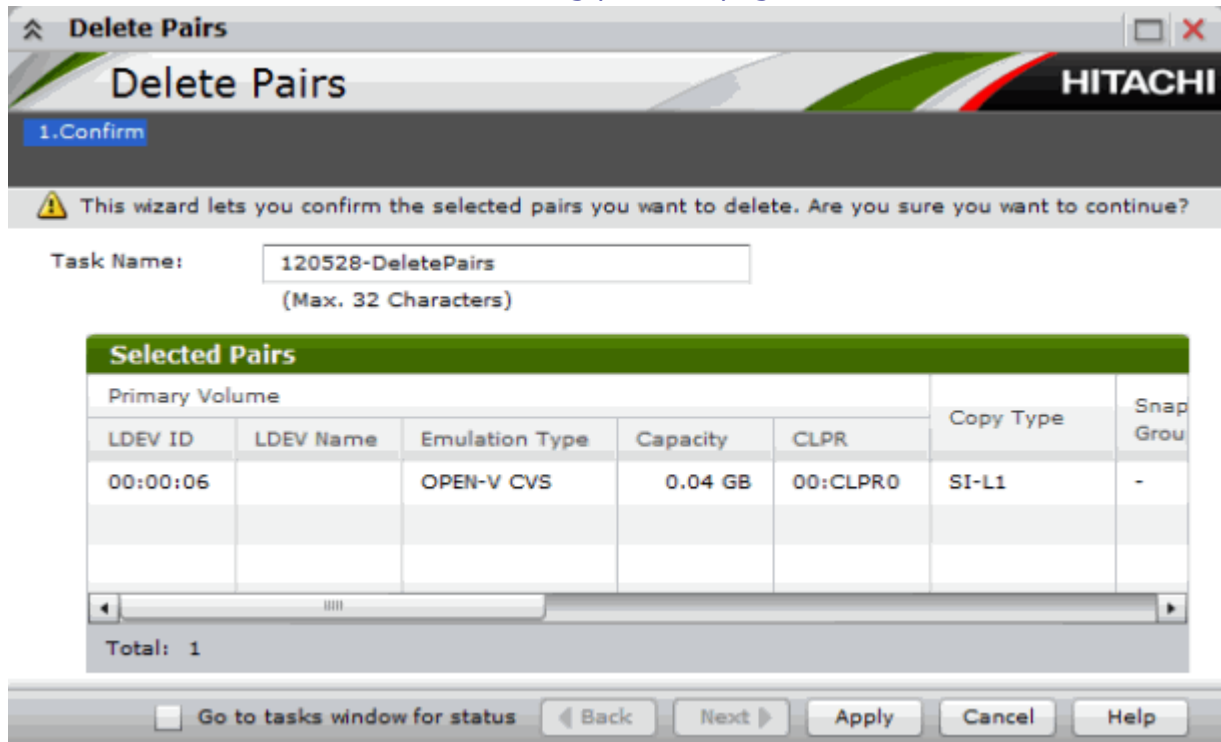 Delete Pairs
Delete Pairs
HITACHI
1.Confirm
This wizard lets you confirm the selected pairs you want to delete. Are you sure you want to continue?
Task Name: 120528-DeletePairs
(Max. 32 Characters)
Selected Pairs
Primary Volume Copy Type Snap
LDEV ID LDEV Name Emulation Type Capacity CLPR Grou
00:00:06 OPEN-V CVS 0.04 GB 00:CLPR0 SI-L1 -
Total: 1
Go to tasks window for status Back Next Apply Cancel Help